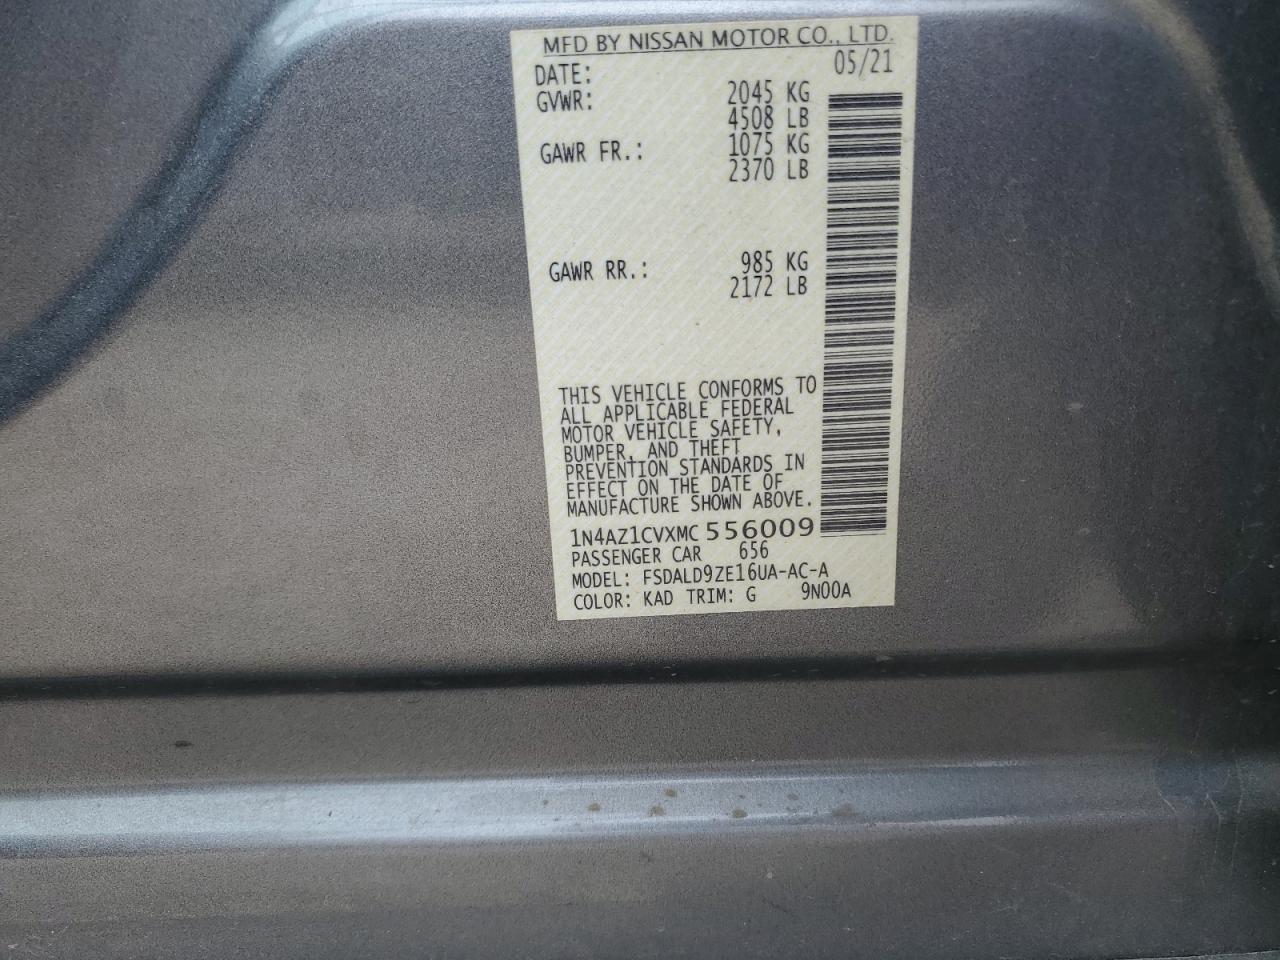 MFD BY NISSAN MOTOR CO., LTD.
DATE: 05/21
GVWR: 2045 KG
4508 LB
GAWR FR.: 1075 KG
2370 LB
GAWR RR.: 985 KG
2172 LB
THIS VEHICLE CONFORMS TO
ALL APPLICABLE FEDERAL
MOTOR VEHICLE SAFETY,
BUMPER, AND THEFT
PREVENTION STANDARDS IN
EFFECT ON THE DATE OF
MANUFACTURE SHOWN ABOVE.
1N4AZ1CVXMC 556009
PASSENGER CAR 656
MODEL: FSDALD9ZE16UA-AC-A
COLOR: KAD TRIM: G 9N00A